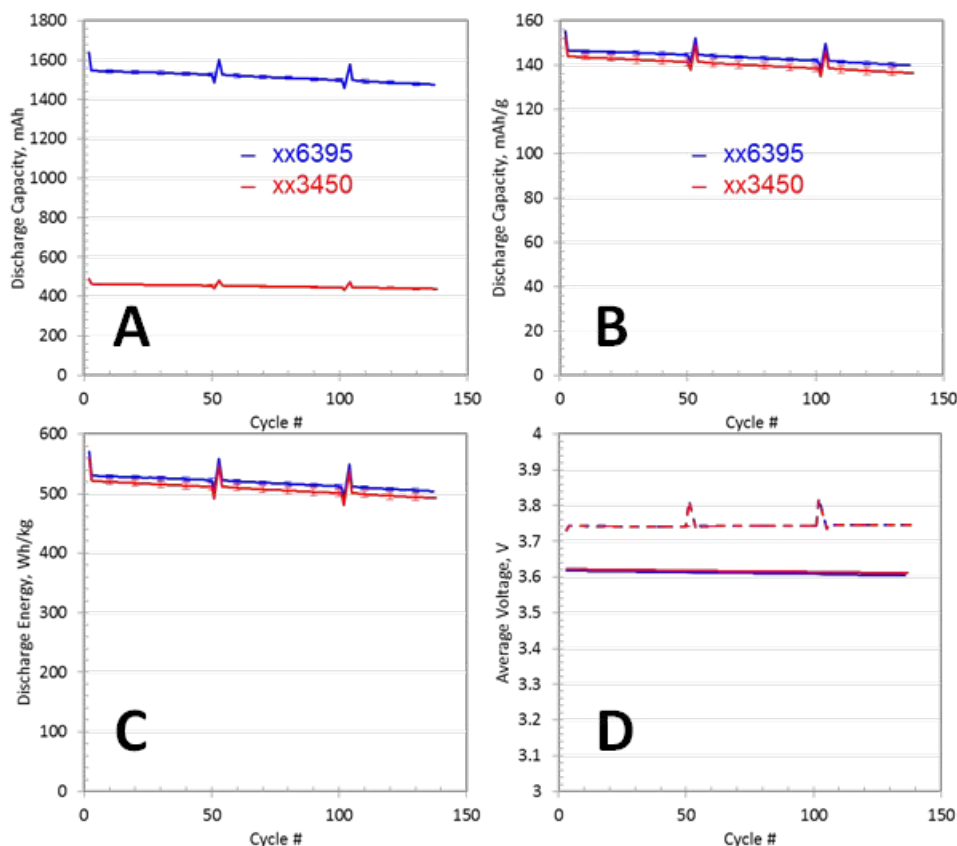 1800
1600
1400
1200
1000
800
600
400
200
0
Discharge Capacity, mAh
xx6395
xx3450
A
0 50 100 150
Cycle #
160
140
120
100
80
60
40
20
0
Discharge Capacity, mAh/g
xx6395
xx3450
B
0 50 100 150
Cycle #
600
500
400
300
200
100
0
Discharge Energy, Wh/kg
C
0 50 100 150
Cycle #
4
3.9
3.8
3.7
3.6
3.5
3.4
3.3
3.2
3.1
3
Average Voltage, V
D
0 50 100 150
Cycle #